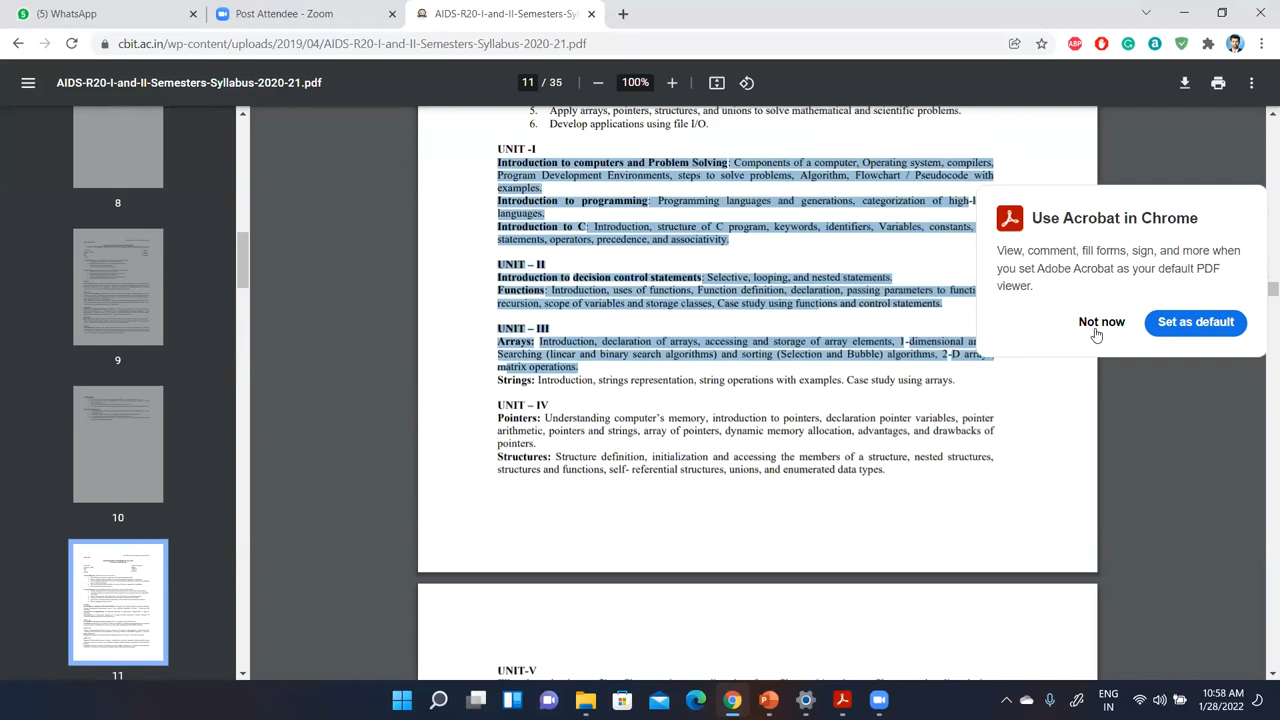 (5) WhatsApp
Post Attendee - Zoom
AIDS-R20-I-and-II-Semesters-Sy
cbit.ac.in/wp-content/uploads/2019/04/AIDS-R20-I-and-II-Semesters-Syllabus-2020-21.pdf
AIDS-R20-I-and-II-Semesters-Syllabus-2020-21.pdf
11 / 35
100%
8
9
10
11
5. Apply arrays, pointers, structures, and unions to solve mathematical and scientific problems.
6. Develop applications using file I/O.
UNIT -I
Introduction to computers and Problem Solving: Components of a computer, Operating system, compilers,
Program Development Environments, steps to solve problems, Algorithm, Flowchart / Pseudocode with
examples.
Introduction to programming: Programming languages and generations, categorization of high-l
languages.
Introduction to C: Introduction, structure of C program, keywords, identifiers, Variables, constants,
statements, operators, precedence, and associativity.
UNIT – II
Introduction to decision control statements: Selective, looping, and nested statements.
Functions: Introduction, uses of functions, Function definition, declaration, passing parameters to functi
recursion, scope of variables and storage classes, Case study using functions and control statements.
UNIT – III
Arrays: Introduction, declaration of arrays, accessing and storage of array elements, 1-dimensional ar
Searching (linear and binary search algorithms) and sorting (Selection and Bubble) algorithms, 2-D array
matrix operations.
Strings: Introduction, strings representation, string operations with examples. Case study using arrays.
UNIT – IV
Pointers: Understanding computer's memory, introduction to pointers, declaration pointer variables, pointer
arithmetic, pointers and strings, array of pointers, dynamic memory allocation, advantages, and drawbacks of
pointers.
Structures: Structure definition, initialization and accessing the members of a structure, nested structures,
structures and functions, self- referential structures, unions, and enumerated data types.
UNIT-V
Use Acrobat in Chrome
View, comment, fill forms, sign, and more when
you set Adobe Acrobat as your default PDF
viewer.
Not now
Set as default
ENG
IN
10:58 AM
1/28/2022